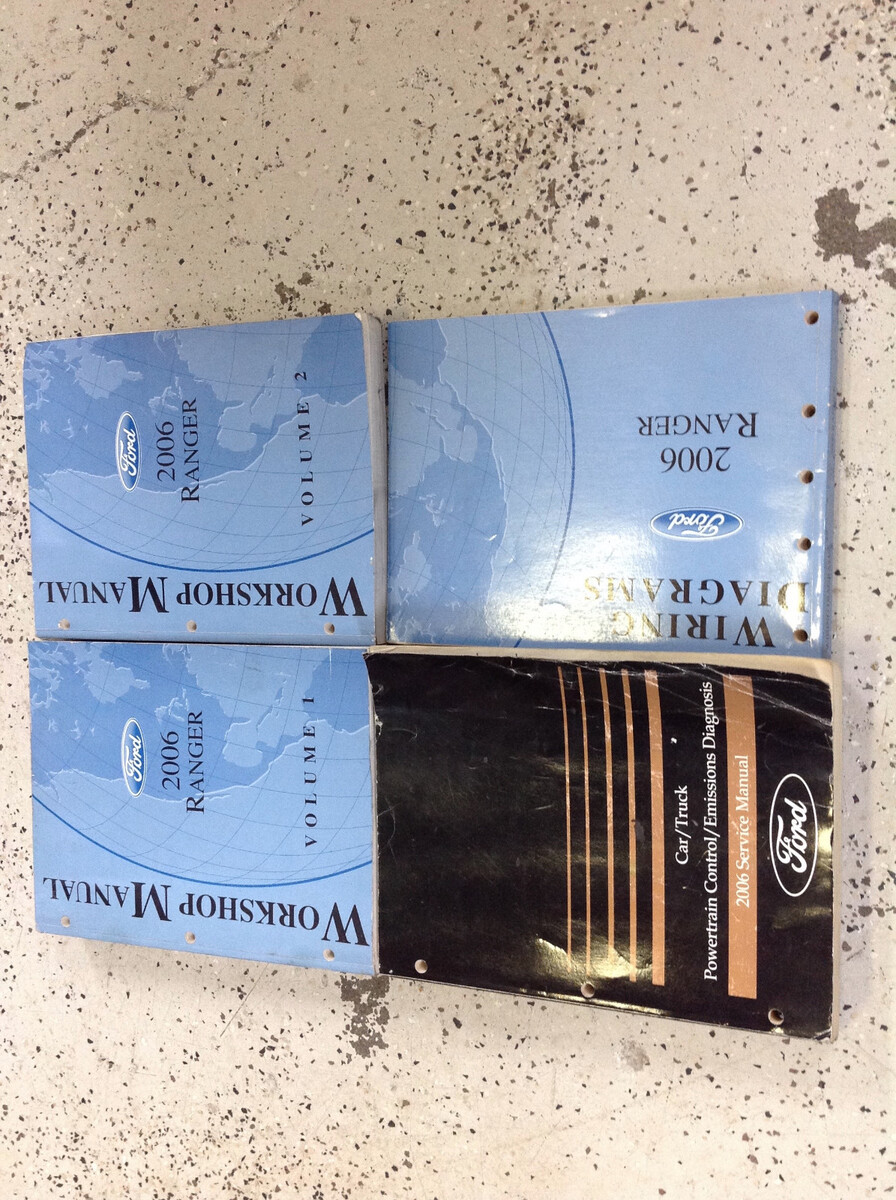 WORKSHOP MANUAL
Ford
2006
RANGER
VOLUME 2
WIRING
DIAGRAMS
Ford
2006
RANGER
WORKSHOP MANUAL
Ford
2006
RANGER
VOLUME 1
Ford
2006 Service Manual
Powertrain Control/Emissions Diagnosis
Car/Truck